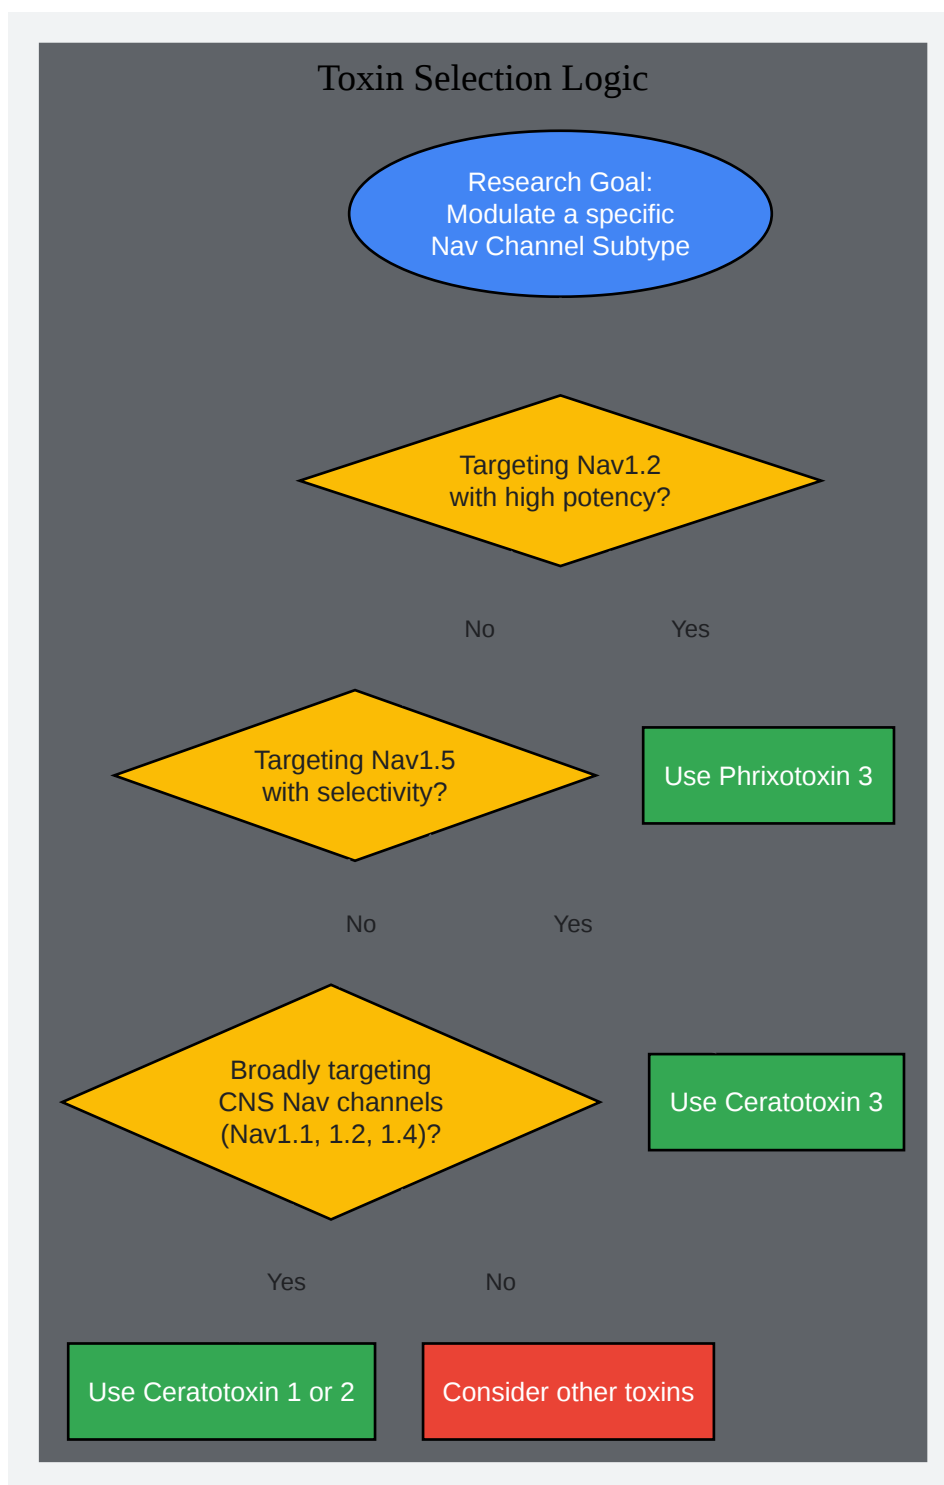 Toxin Selection Logic
Research Goal:
Modulate a specific
Nav Channel Subtype
Targeting Nav1.2
with high potency?
No
Yes
Targeting Nav1.5
with selectivity?
Use Phrixotoxin 3
No
Yes
Broadly targeting
CNS Nav channels
(Nav1.1, 1.2, 1.4)?
Use Ceratotoxin 3
Yes
No
Use Ceratotoxin 1 or 2
Consider other toxins